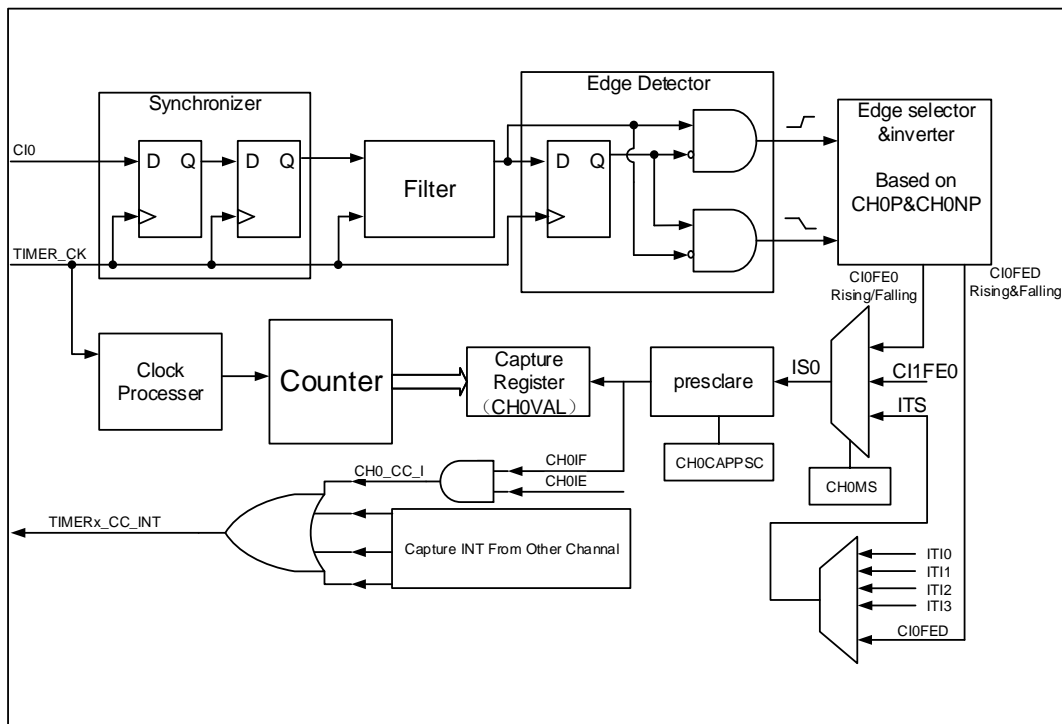 Edge Detector
Synchronizer
Edge selector
&inverter
Based on
CH0P&CH0NP
CI0
D Q
D Q
Filter
D Q
TIMER_CK
CI0FE0
Rising/Falling
CI0FED
Rising&Falling
Clock
Processer
Counter
Capture
Register
（CH0VAL）
presclare
IS0
CI1FE0
ITS
CH0CAPPSC
CH0MS
CH0_CC_I
CH0IF
CH0IE
TIMERx_CC_INT
Capture INT From Other Channel
ITI0
ITI1
ITI2
ITI3
CI0FED